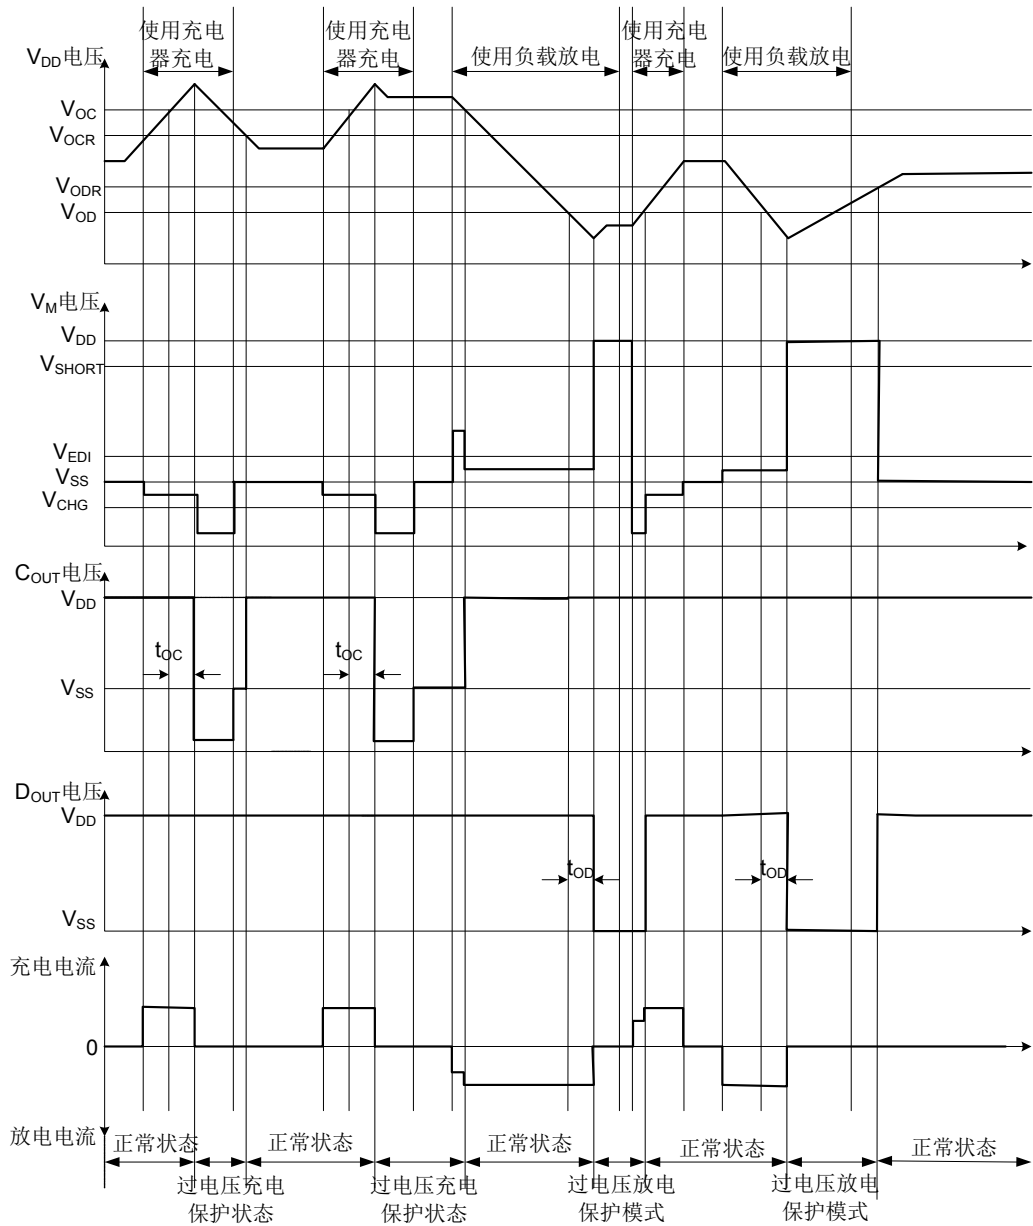 使用充电
器充电
使用充电
器充电
使用负载放电
使用充电
器充电
使用负载放电
VDD电压
VOC
VOCR
VODR
VOD
VM电压
VDD
VSHORT
VEDI
VSS
VCHG
COUT电压
VDD
tOC
tOC
VSS
DOUT电压
VDD
tOD
tOD
VSS
充电电流
0
放电电流
正常状态
正常状态
正常状态
正常状态
正常状态
过电压充电
保护状态
过电压充电
保护状态
过电压放电
保护模式
过电压放电
保护模式